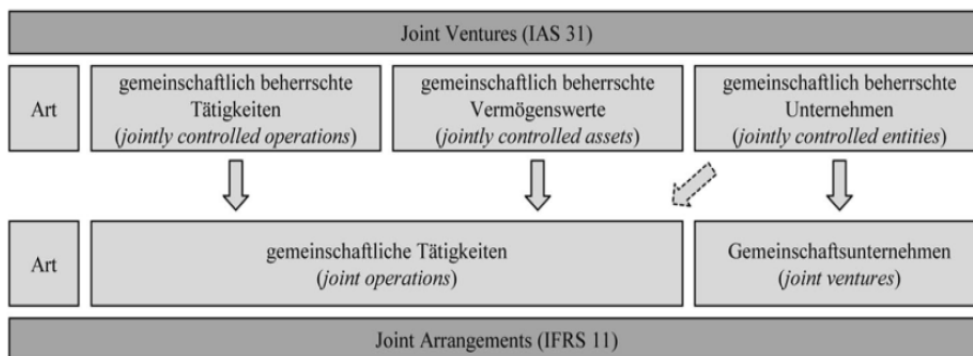 Joint Ventures (IAS 31)
Art
gemeinschaftlich beherrschte
Tätigkeiten
(jointly controlled operations)
gemeinschaftlich beherrschte
Vermögenswerte
(jointly controlled assets)
gemeinschaftlich beherrschte
Unternehmen
(jointly controlled entities)
Art
gemeinschaftliche Tätigkeiten
(joint operations)
Gemeinschaftsunternehmen
(joint ventures)
Joint Arrangements (IFRS 11)